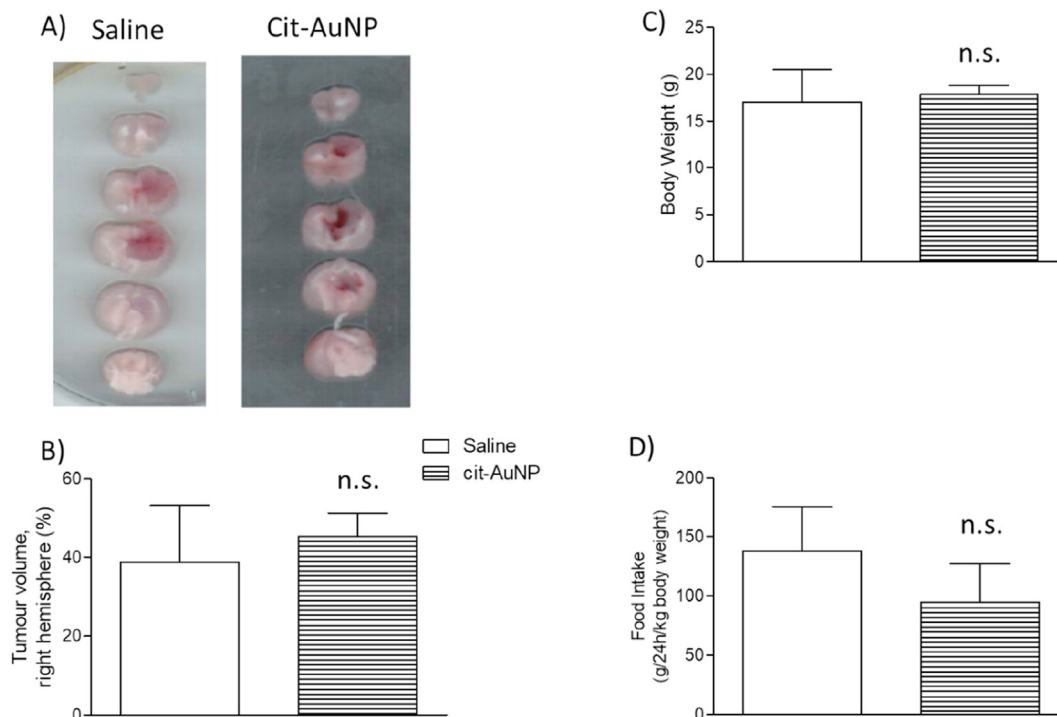 A) Saline Cit-AuNP
B)
Saline
cit-AuNP
60
40
20
0
Tumour volume,
right hemisphere (%)
n.s.
C)
25
20
15
10
5
0
Body Weight (g)
n.s.
D)
200
150
100
50
0
Food Intake
(g/24h/kg body weight)
n.s.